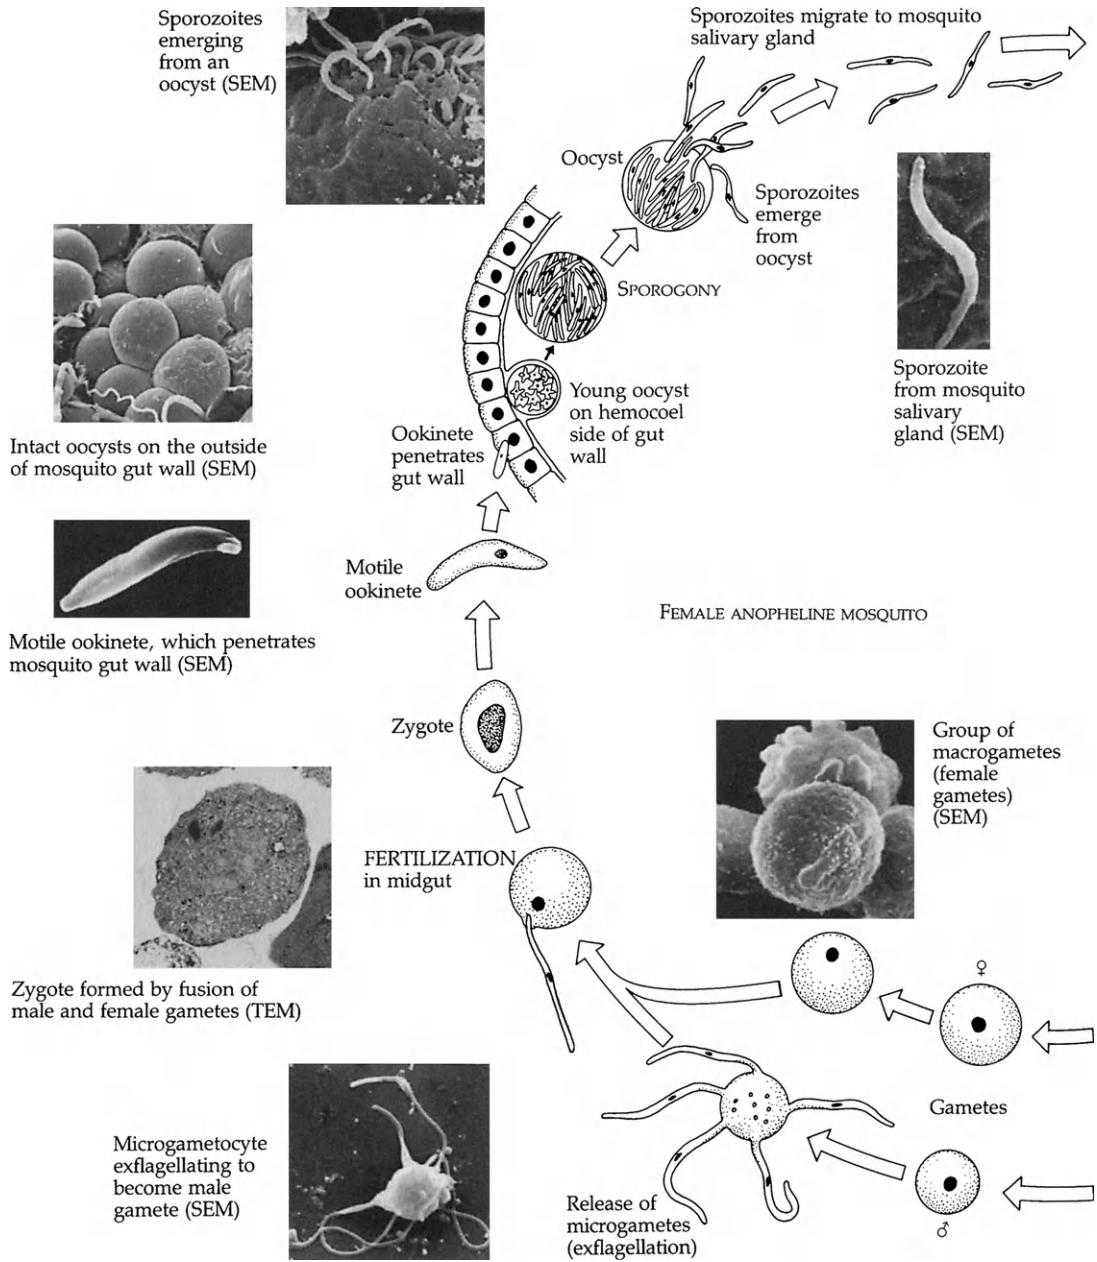 Sporozoites
emerging
from an
oocyst (SEM)
Sporozoites migrate to mosquito
salivary gland
Oocyst
Sporozoites
emerge
from
oocyst
SPOROGONY
Sporozoite
from mosquito
salivary
gland (SEM)
Young oocyst
on hemocoel
side of gut
wall
Intact oocysts on the outside
of mosquito gut wall (SEM)
Ookinete
penetrates
gut wall
Motile
ookinete
Motile ookinete, which penetrates
mosquito gut wall (SEM)
FEMALE ANOPHELINE MOSQUITO
Zygote
Group of
macrogametes
(female
gametes)
(SEM)
FERTILIZATION
in midgut
Zygote formed by fusion of
male and female gametes (TEM)
♀
Gametes
♂
Microgametocyte
exflagellating to
become male
gamete (SEM)
Release of
microgametes
(exflagellation)